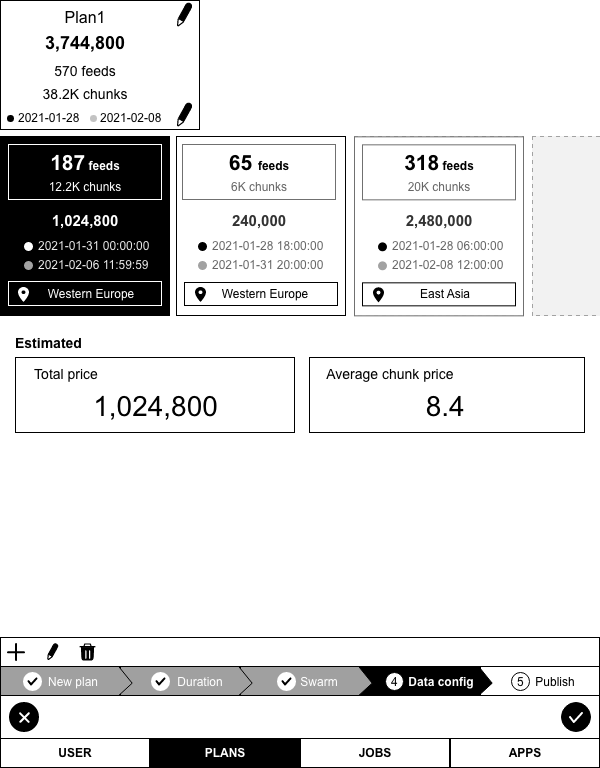 Plan1
3,744,800
570 feeds
38.2K chunks
2021-01-28 2021-02-08
187 feeds
12.2K chunks
1,024,800
2021-01-31 00:00:00
2021-02-06 11:59:59
Western Europe
65 feeds
6K chunks
240,000
2021-01-28 18:00:00
2021-01-31 20:00:00
Western Europe
318 feeds
20K chunks
2,480,000
2021-01-28 06:00:00
2021-02-08 12:00:00
East Asia
Estimated
Total price
1,024,800
Average chunk price
8.4
New plan Duration Swarm 4 Data config 5 Publish
USER PLANS JOBS APPS